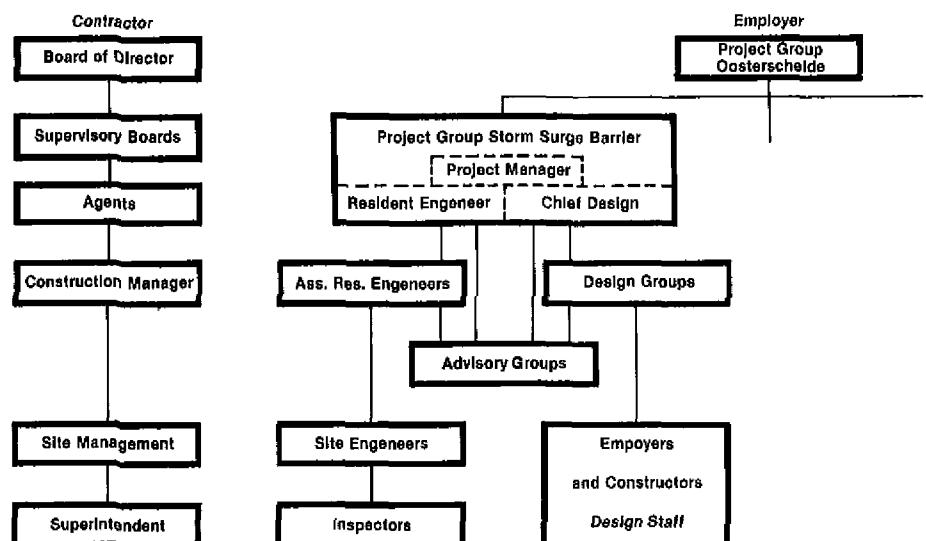 Contractor
Employer
Board of Director
Project Group
Oosterschelde
Supervisory Boards
Project Group Storm Surge Barrier
Project Manager
Agents
Resident Engeneer
Chief Design
Construction Manager
Ass. Res. Engeneers
Design Groups
Advisory Groups
Site Management
Site Engeneers
Empoyers
and Constructors
Design Staff
Superintendent
Inspectors